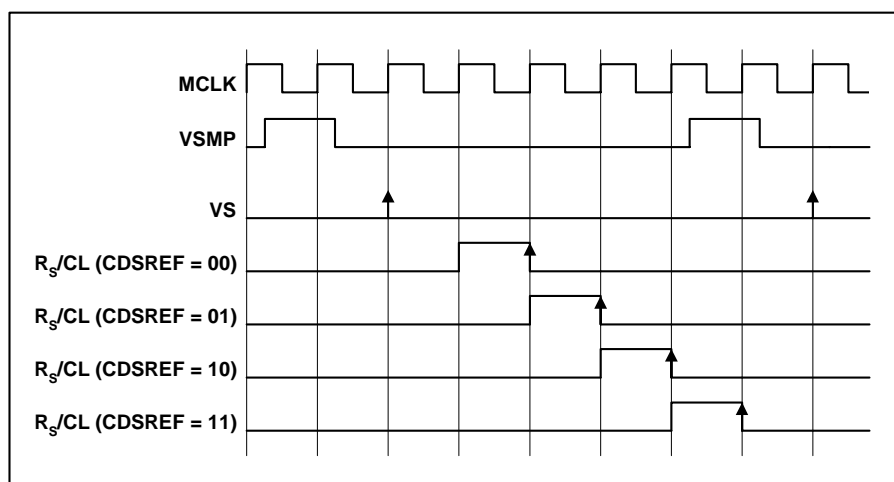 MCLK
VSMP
VS
RS/CL (CDSREF = 00)
RS/CL (CDSREF = 01)
RS/CL (CDSREF = 10)
RS/CL (CDSREF = 11)